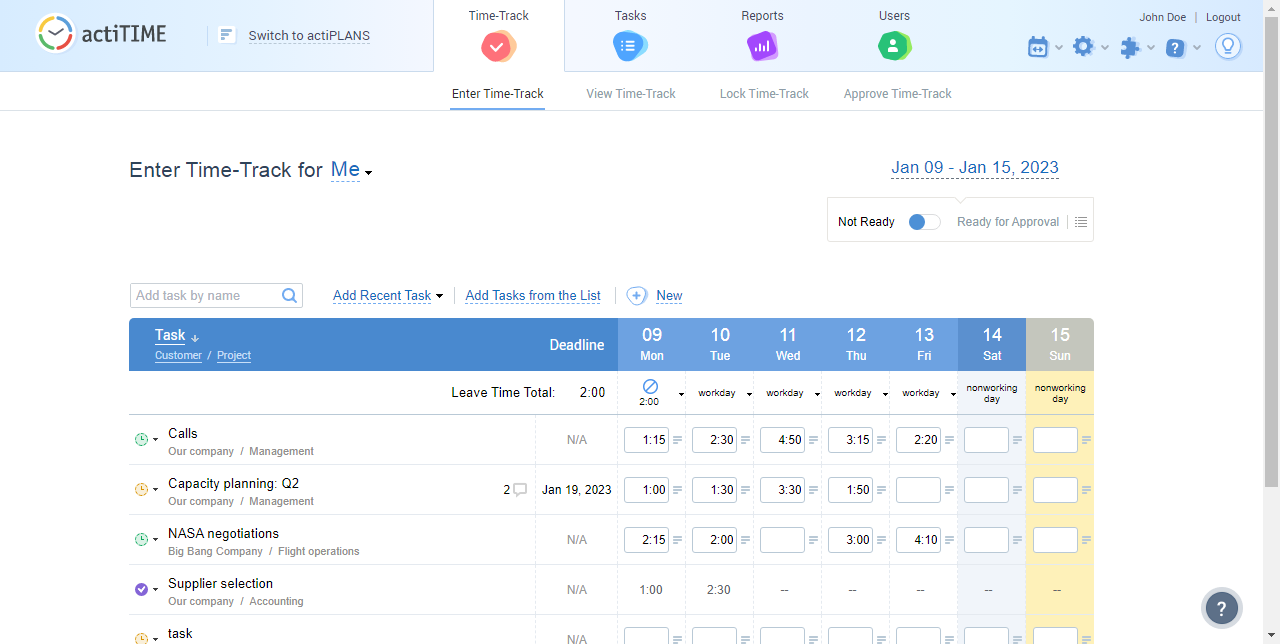 actiTIME
Switch to actiPLANS
Time-Track
Tasks
Reports
Users
John Doe | Logout
Enter Time-Track
View Time-Track
Lock Time-Track
Approve Time-Track
Enter Time-Track for Me
Jan 09 - Jan 15, 2023
Not Ready
Ready for Approval
Add task by name
Add Recent Task
Add Tasks from the List
New
Task
Customer / Project
Deadline
09 10 11 12 13 14 15
Mon Tue Wed Thu Fri Sat Sun
Leave Time Total: 2:00
2:00
workday workday workday workday
nonworking day
nonworking day
Calls
Our company / Management
N/A 1:15 2:30 4:50 3:15 2:20
Capacity planning: Q2
Our company / Management
2 Jan 19, 2023 1:00 1:30 3:30 1:50
NASA negotiations
Big Bang Company / Flight operations
N/A 2:15 2:00 3:00 4:10
Supplier selection
Our company / Accounting
N/A 1:00 2:30 -- -- -- -- --
task
N/A
?